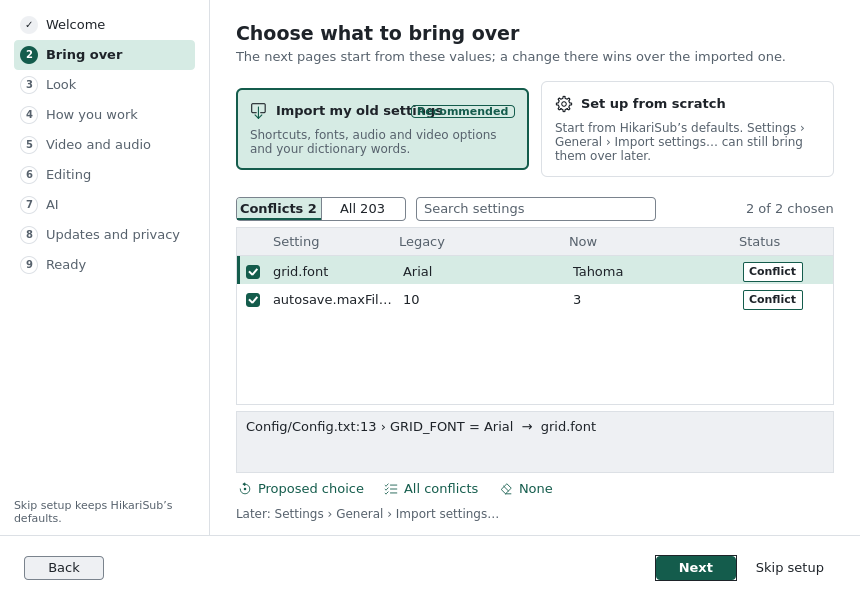 ✓ Welcome
2 Bring over
3 Look
4 How you work
5 Video and audio
6 Editing
7 AI
8 Updates and privacy
9 Ready
Skip setup keeps HikariSub’s
defaults.
Choose what to bring over
The next pages start from these values; a change there wins over the imported one.
Import my old settings Recommended
Shortcuts, fonts, audio and video options
and your dictionary words.
Set up from scratch
Start from HikariSub’s defaults. Settings ›
General › Import settings… can still bring
them over later.
Conflicts 2 All 203 Search settings 2 of 2 chosen
Setting Legacy Now Status
grid.font Arial Tahoma Conflict
autosave.maxFil… 10 3 Conflict
Config/Config.txt:13 › GRID_FONT = Arial → grid.font
Proposed choice All conflicts None
Later: Settings › General › Import settings…
Back Next Skip setup